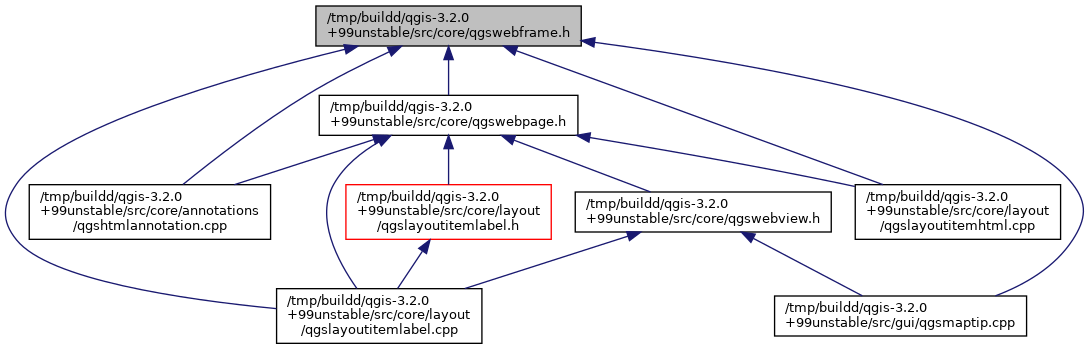 /tmp/buildd/qgis-3.2.0
+99unstable/src/core/qgswebframe.h
/tmp/buildd/qgis-3.2.0
+99unstable/src/core/qgswebpage.h
/tmp/buildd/qgis-3.2.0
+99unstable/src/core/annotations
/qgshtmlannotation.cpp
/tmp/buildd/qgis-3.2.0
+99unstable/src/core/layout
/qgslayoutitemlabel.h
/tmp/buildd/qgis-3.2.0
+99unstable/src/core/qgswebview.h
/tmp/buildd/qgis-3.2.0
+99unstable/src/core/layout
/qgslayoutitemhtml.cpp
/tmp/buildd/qgis-3.2.0
+99unstable/src/core/layout
/qgslayoutitemlabel.cpp
/tmp/buildd/qgis-3.2.0
+99unstable/src/gui/qgsmaptip.cpp